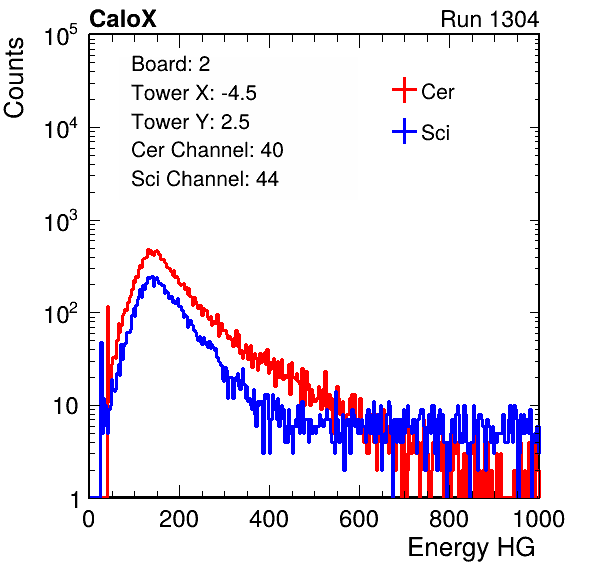 CaloX Run 1304
Counts
Board: 2
Tower X: -4.5
Tower Y: 2.5
Cer Channel: 40
Sci Channel: 44
Cer
Sci
10^5
10^4
10^3
10^2
10
1
0 200 400 600 800 1000
Energy HG